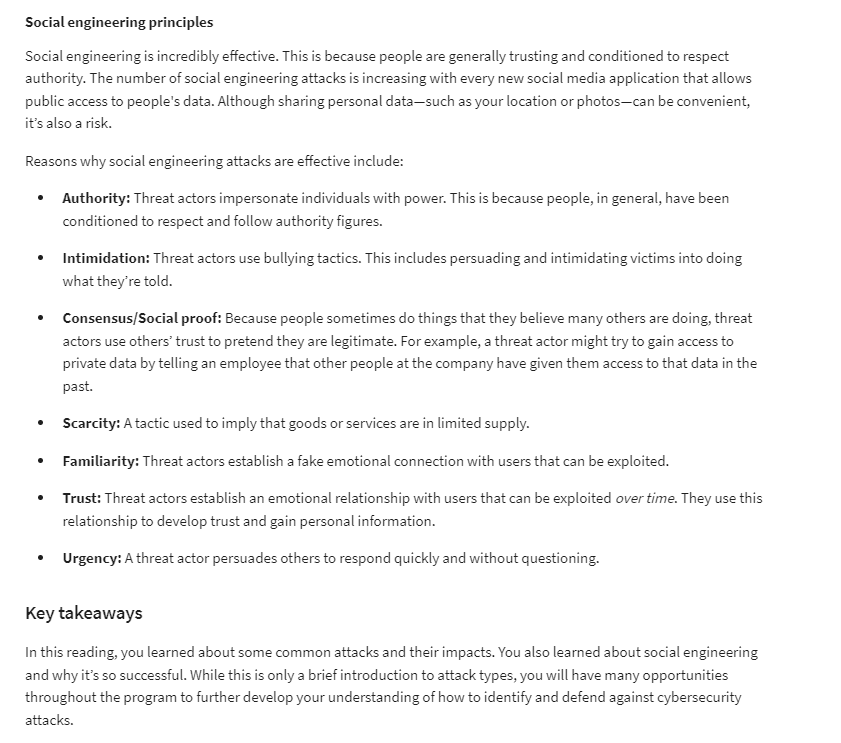 Social engineering principles
Social engineering is incredibly effective. This is because people are generally trusting and conditioned to respect
authority. The number of social engineering attacks is increasing with every new social media application that allows
public access to people's data. Although sharing personal data—such as your location or photos—can be convenient,
it’s also a risk.
Reasons why social engineering attacks are effective include:
• Authority: Threat actors impersonate individuals with power. This is because people, in general, have been
conditioned to respect and follow authority figures.
• Intimidation: Threat actors use bullying tactics. This includes persuading and intimidating victims into doing
what they’re told.
• Consensus/Social proof: Because people sometimes do things that they believe many others are doing, threat
actors use others’ trust to pretend they are legitimate. For example, a threat actor might try to gain access to
private data by telling an employee that other people at the company have given them access to that data in the
past.
• Scarcity: A tactic used to imply that goods or services are in limited supply.
• Familiarity: Threat actors establish a fake emotional connection with users that can be exploited.
• Trust: Threat actors establish an emotional relationship with users that can be exploited over time. They use this
relationship to develop trust and gain personal information.
• Urgency: A threat actor persuades others to respond quickly and without questioning.
Key takeaways
In this reading, you learned about some common attacks and their impacts. You also learned about social engineering
and why it’s so successful. While this is only a brief introduction to attack types, you will have many opportunities
throughout the program to further develop your understanding of how to identify and defend against cybersecurity
attacks.